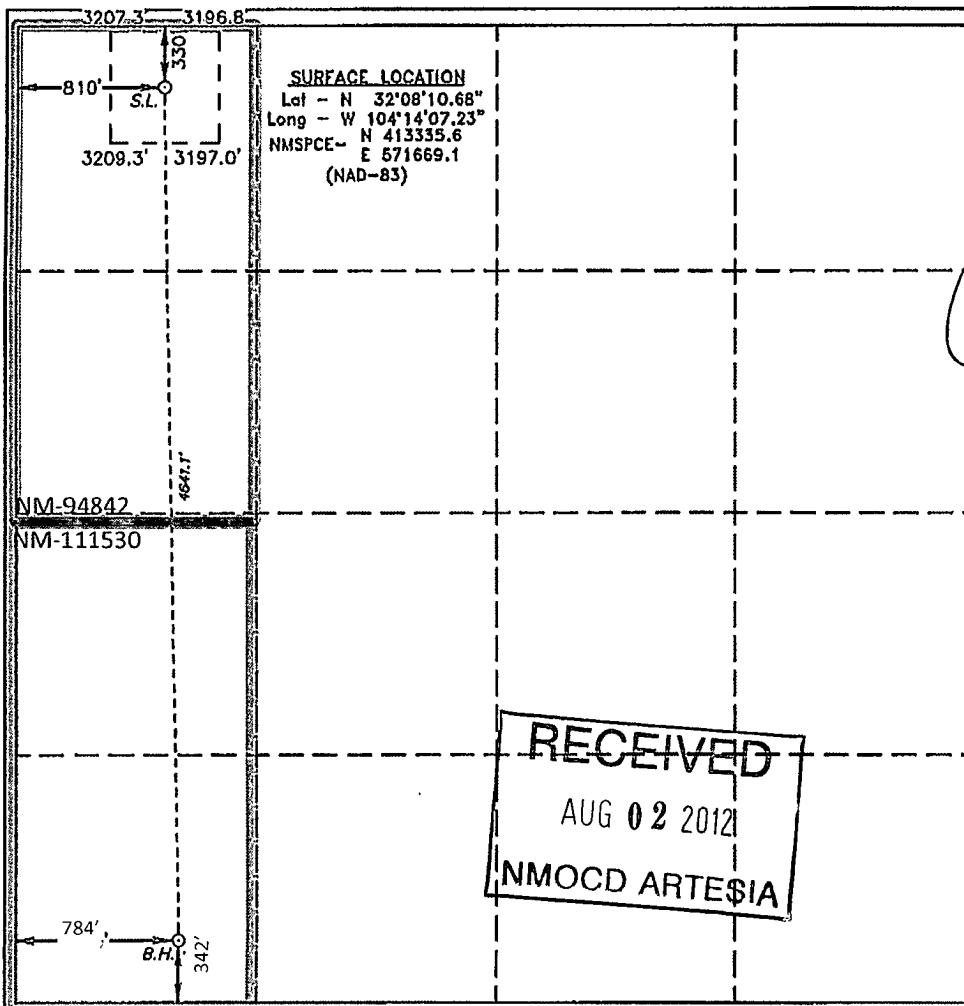 3207.3 3196.8
330
810'
S.L.
SURFACE LOCATION
Lat - N 32°08'10.68"
Long - W 104°14'07.23"
NMSPCE- N 413335.6
E 571669.1
(NAD-83)
3209.3' 3197.0'
4641.1'
NM-94842
NM-111530
RECEIVED
AUG 02 2012
NMOCD ARTESIA
784'
B.H.
342'